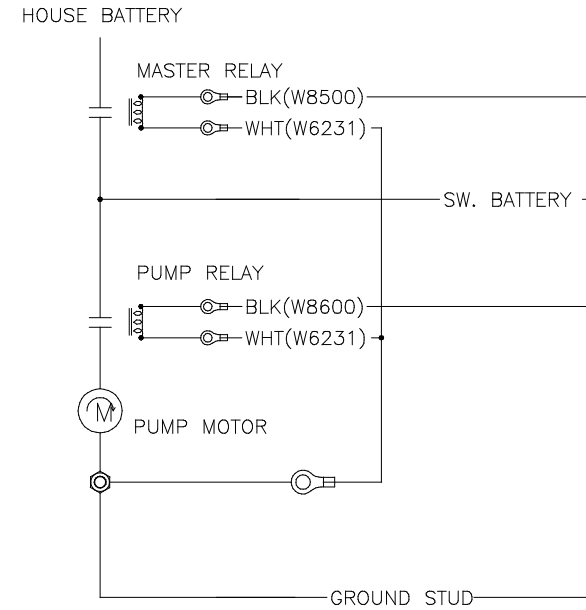 HOUSE BATTERY
MASTER RELAY
BLK(W8500)
WHT(W6231)
SW. BATTERY
PUMP RELAY
BLK(W8600)
WHT(W6231)
M
PUMP MOTOR
GROUND STUD